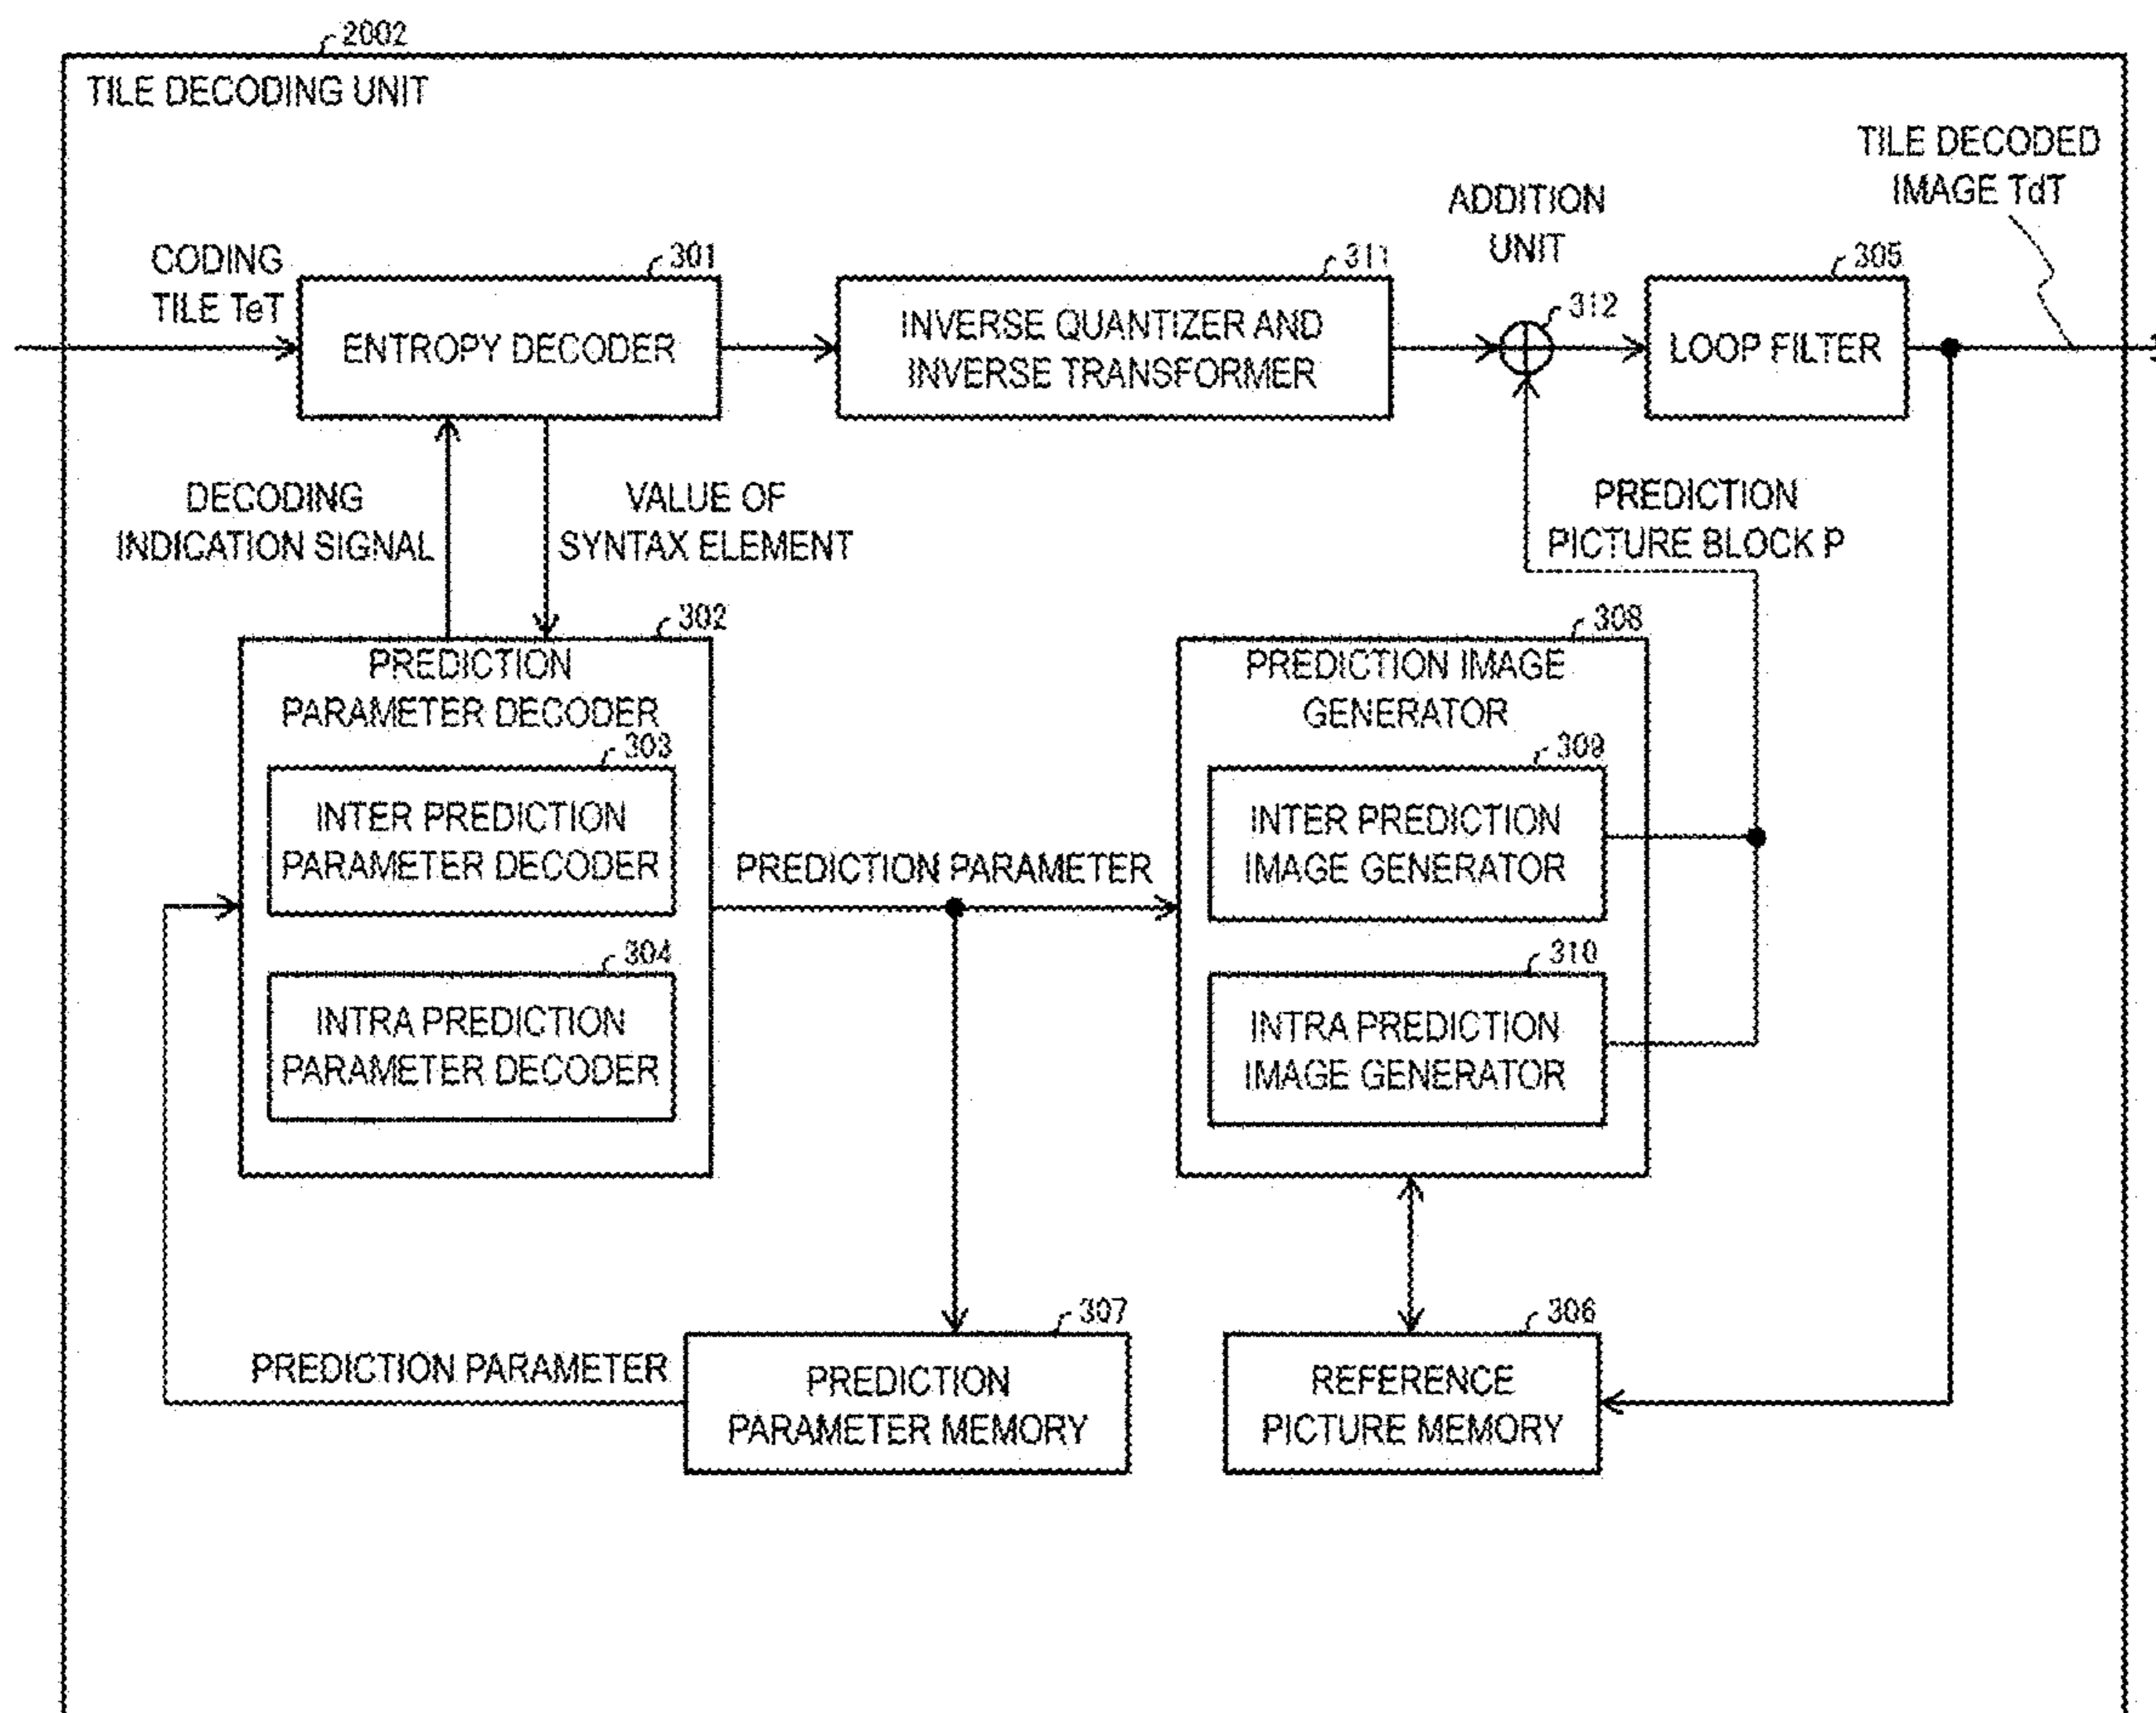 2002
TILE DECODING UNIT
TILE DECODED
IMAGE TdT
ADDITION
UNIT
CODING
TILE TeT
301
ENTROPY DECODER
311
INVERSE QUANTIZER AND
INVERSE TRANSFORMER
312
305
LOOP FILTER
DECODING
INDICATION SIGNAL
VALUE OF
SYNTAX ELEMENT
PREDICTION
PICTURE BLOCK P
302
PREDICTION
PARAMETER DECODER
303
INTER PREDICTION
PARAMETER DECODER
304
INTRA PREDICTION
PARAMETER DECODER
PREDICTION PARAMETER
308
PREDICTION IMAGE
GENERATOR
309
INTER PREDICTION
IMAGE GENERATOR
310
INTRA PREDICTION
IMAGE GENERATOR
PREDICTION PARAMETER
307
PREDICTION
PARAMETER MEMORY
306
REFERENCE
PICTURE MEMORY